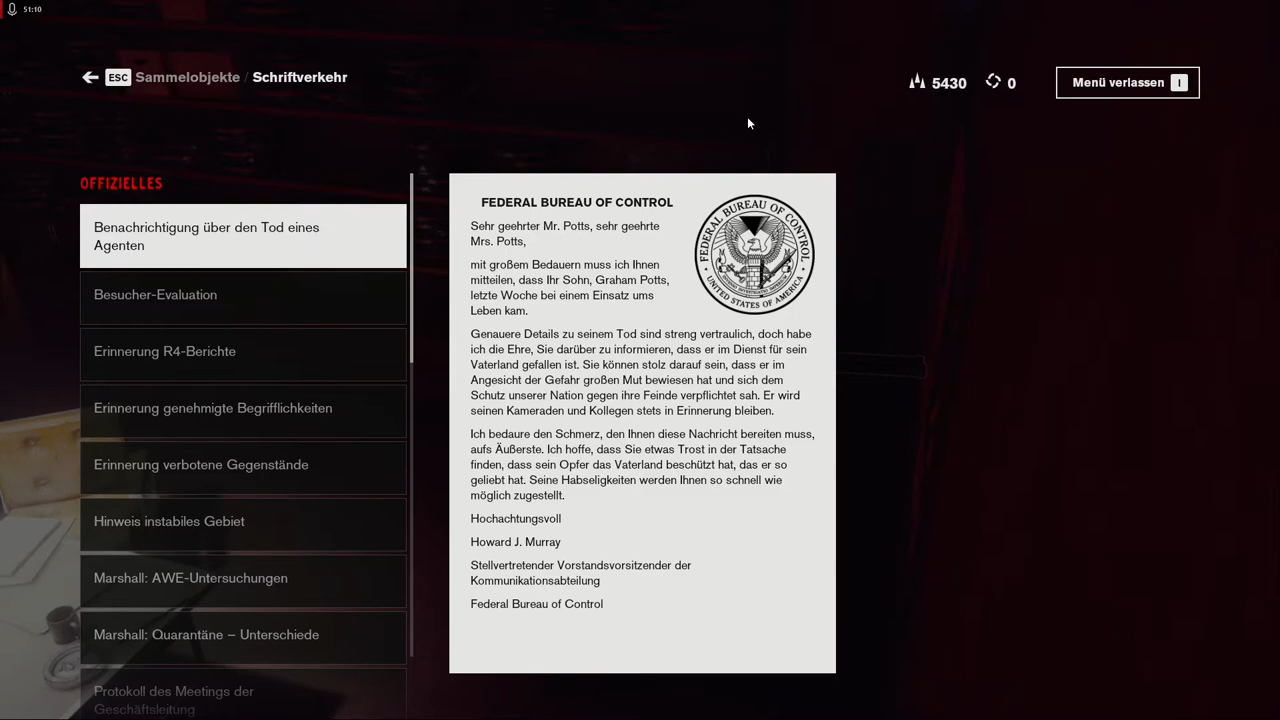 51:10
ESC Sammelobjekte / Schriftverkehr
5430 0 Menü verlassen I
OFFIZIELLES
Benachrichtigung über den Tod eines
Agenten
Besucher-Evaluation
Erinnerung R4-Berichte
Erinnerung genehmigte Begrifflichkeiten
Erinnerung verbotene Gegenstände
Hinweis instabiles Gebiet
Marshall: AWE-Untersuchungen
Marshall: Quarantäne – Unterschiede
Protokoll des Meetings der
Geschäftsleitung
FEDERAL BUREAU OF CONTROL
Sehr geehrter Mr. Potts, sehr geehrte
Mrs. Potts,
mit großem Bedauern muss ich Ihnen
mitteilen, dass Ihr Sohn, Graham Potts,
letzte Woche bei einem Einsatz ums
Leben kam.
Genauere Details zu seinem Tod sind streng vertraulich, doch habe
ich die Ehre, Sie darüber zu informieren, dass er im Dienst für sein
Vaterland gefallen ist. Sie können stolz darauf sein, dass er im
Angesicht der Gefahr großen Mut bewiesen hat und sich dem
Schutz unserer Nation gegen ihre Feinde verpflichtet sah. Er wird
seinen Kameraden und Kollegen stets in Erinnerung bleiben.
Ich bedaure den Schmerz, den Ihnen diese Nachricht bereiten muss,
aufs Äußerste. Ich hoffe, dass Sie etwas Trost in der Tatsache
finden, dass sein Opfer das Vaterland beschützt hat, das er so
geliebt hat. Seine Habseligkeiten werden Ihnen so schnell wie
möglich zugestellt.
Hochachtungsvoll
Howard J. Murray
Stellvertretender Vorstandsvorsitzender der
Kommunikationsabteilung
Federal Bureau of Control
FEDERAL BUREAU OF CONTROL
UNITED STATES OF AMERICA